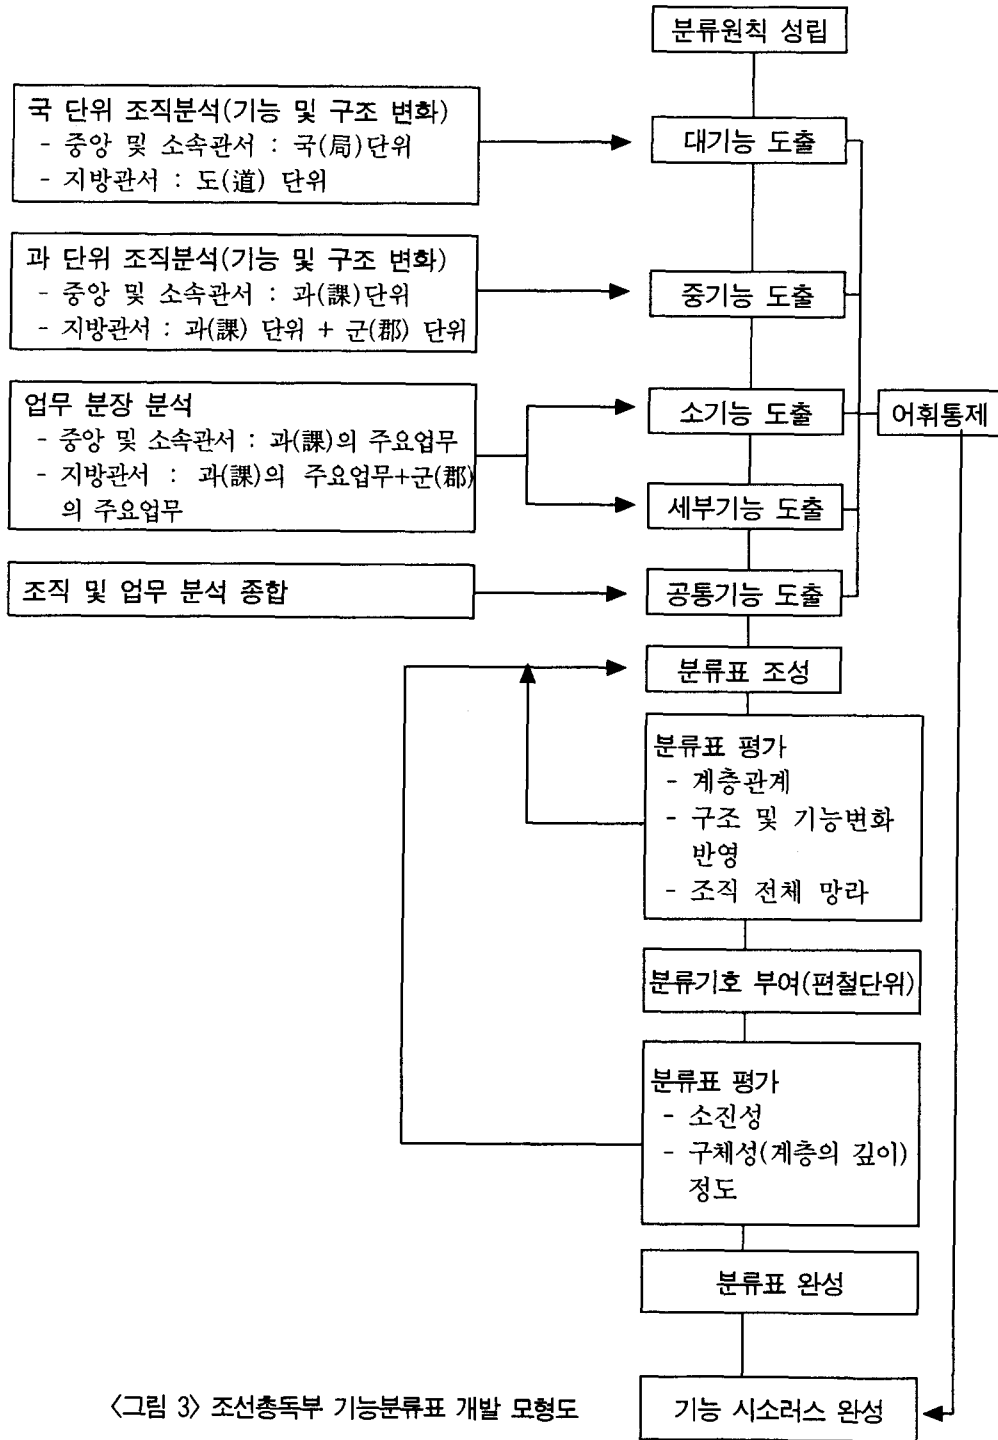 분류원칙 성립
국 단위 조직분석(기능 및 구조 변화)
- 중앙 및 소속관서 : 국(局)단위
- 지방관서 : 도(道) 단위
대기능 도출
과 단위 조직분석(기능 및 구조 변화)
- 중앙 및 소속관서 : 과(課)단위
- 지방관서 : 과(課) 단위 + 군(郡) 단위
중기능 도출
업무 분장 분석
- 중앙 및 소속관서 : 과(課)의 주요업무
- 지방관서 : 과(課)의 주요업무+군(郡)
의 주요업무
소기능 도출
어휘통제
세부기능 도출
조직 및 업무 분석 종합
공통기능 도출
분류표 조성
분류표 평가
- 계층관계
- 구조 및 기능변화
반영
- 조직 전체 망라
분류기호 부여(편철단위)
분류표 평가
- 소진성
- 구체성(계층의 깊이)
정도
분류표 완성
기능 시소러스 완성
〈그림 3〉 조선총독부 기능분류표 개발 모형도